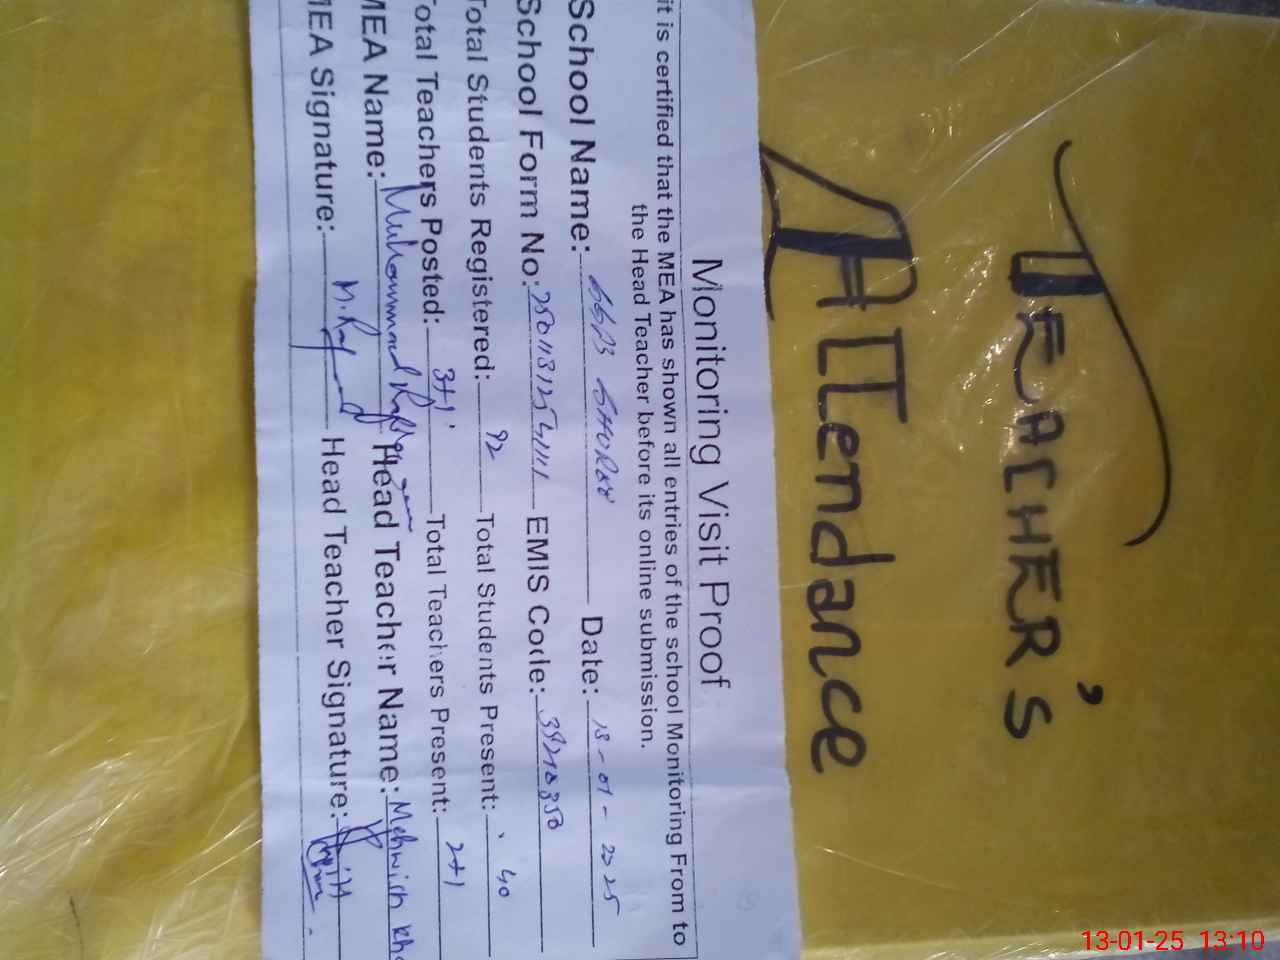 TEACHER'S
ATTendance
Monitoring Visit Proof
it is certified that the MEA has shown all entries of the school Monitoring From to
the Head Teacher before its online submission.
School Name: Date: 13-01-2025
School Form No: EMIS Code:
Total Students Registered: 92 Total Students Present: 40
Total Teachers Posted: 3+1 Total Teachers Present: 2+1
MEA Name: Muhammad Head Teacher Name: Mehwish Kha
MEA Signature: Head Teacher Signature:
13-01-25 13:10